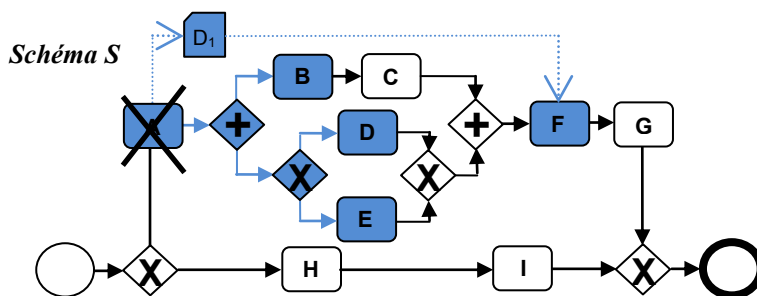 D₁
Schéma S
B C
A + + F G
D
X X
E
X H I X